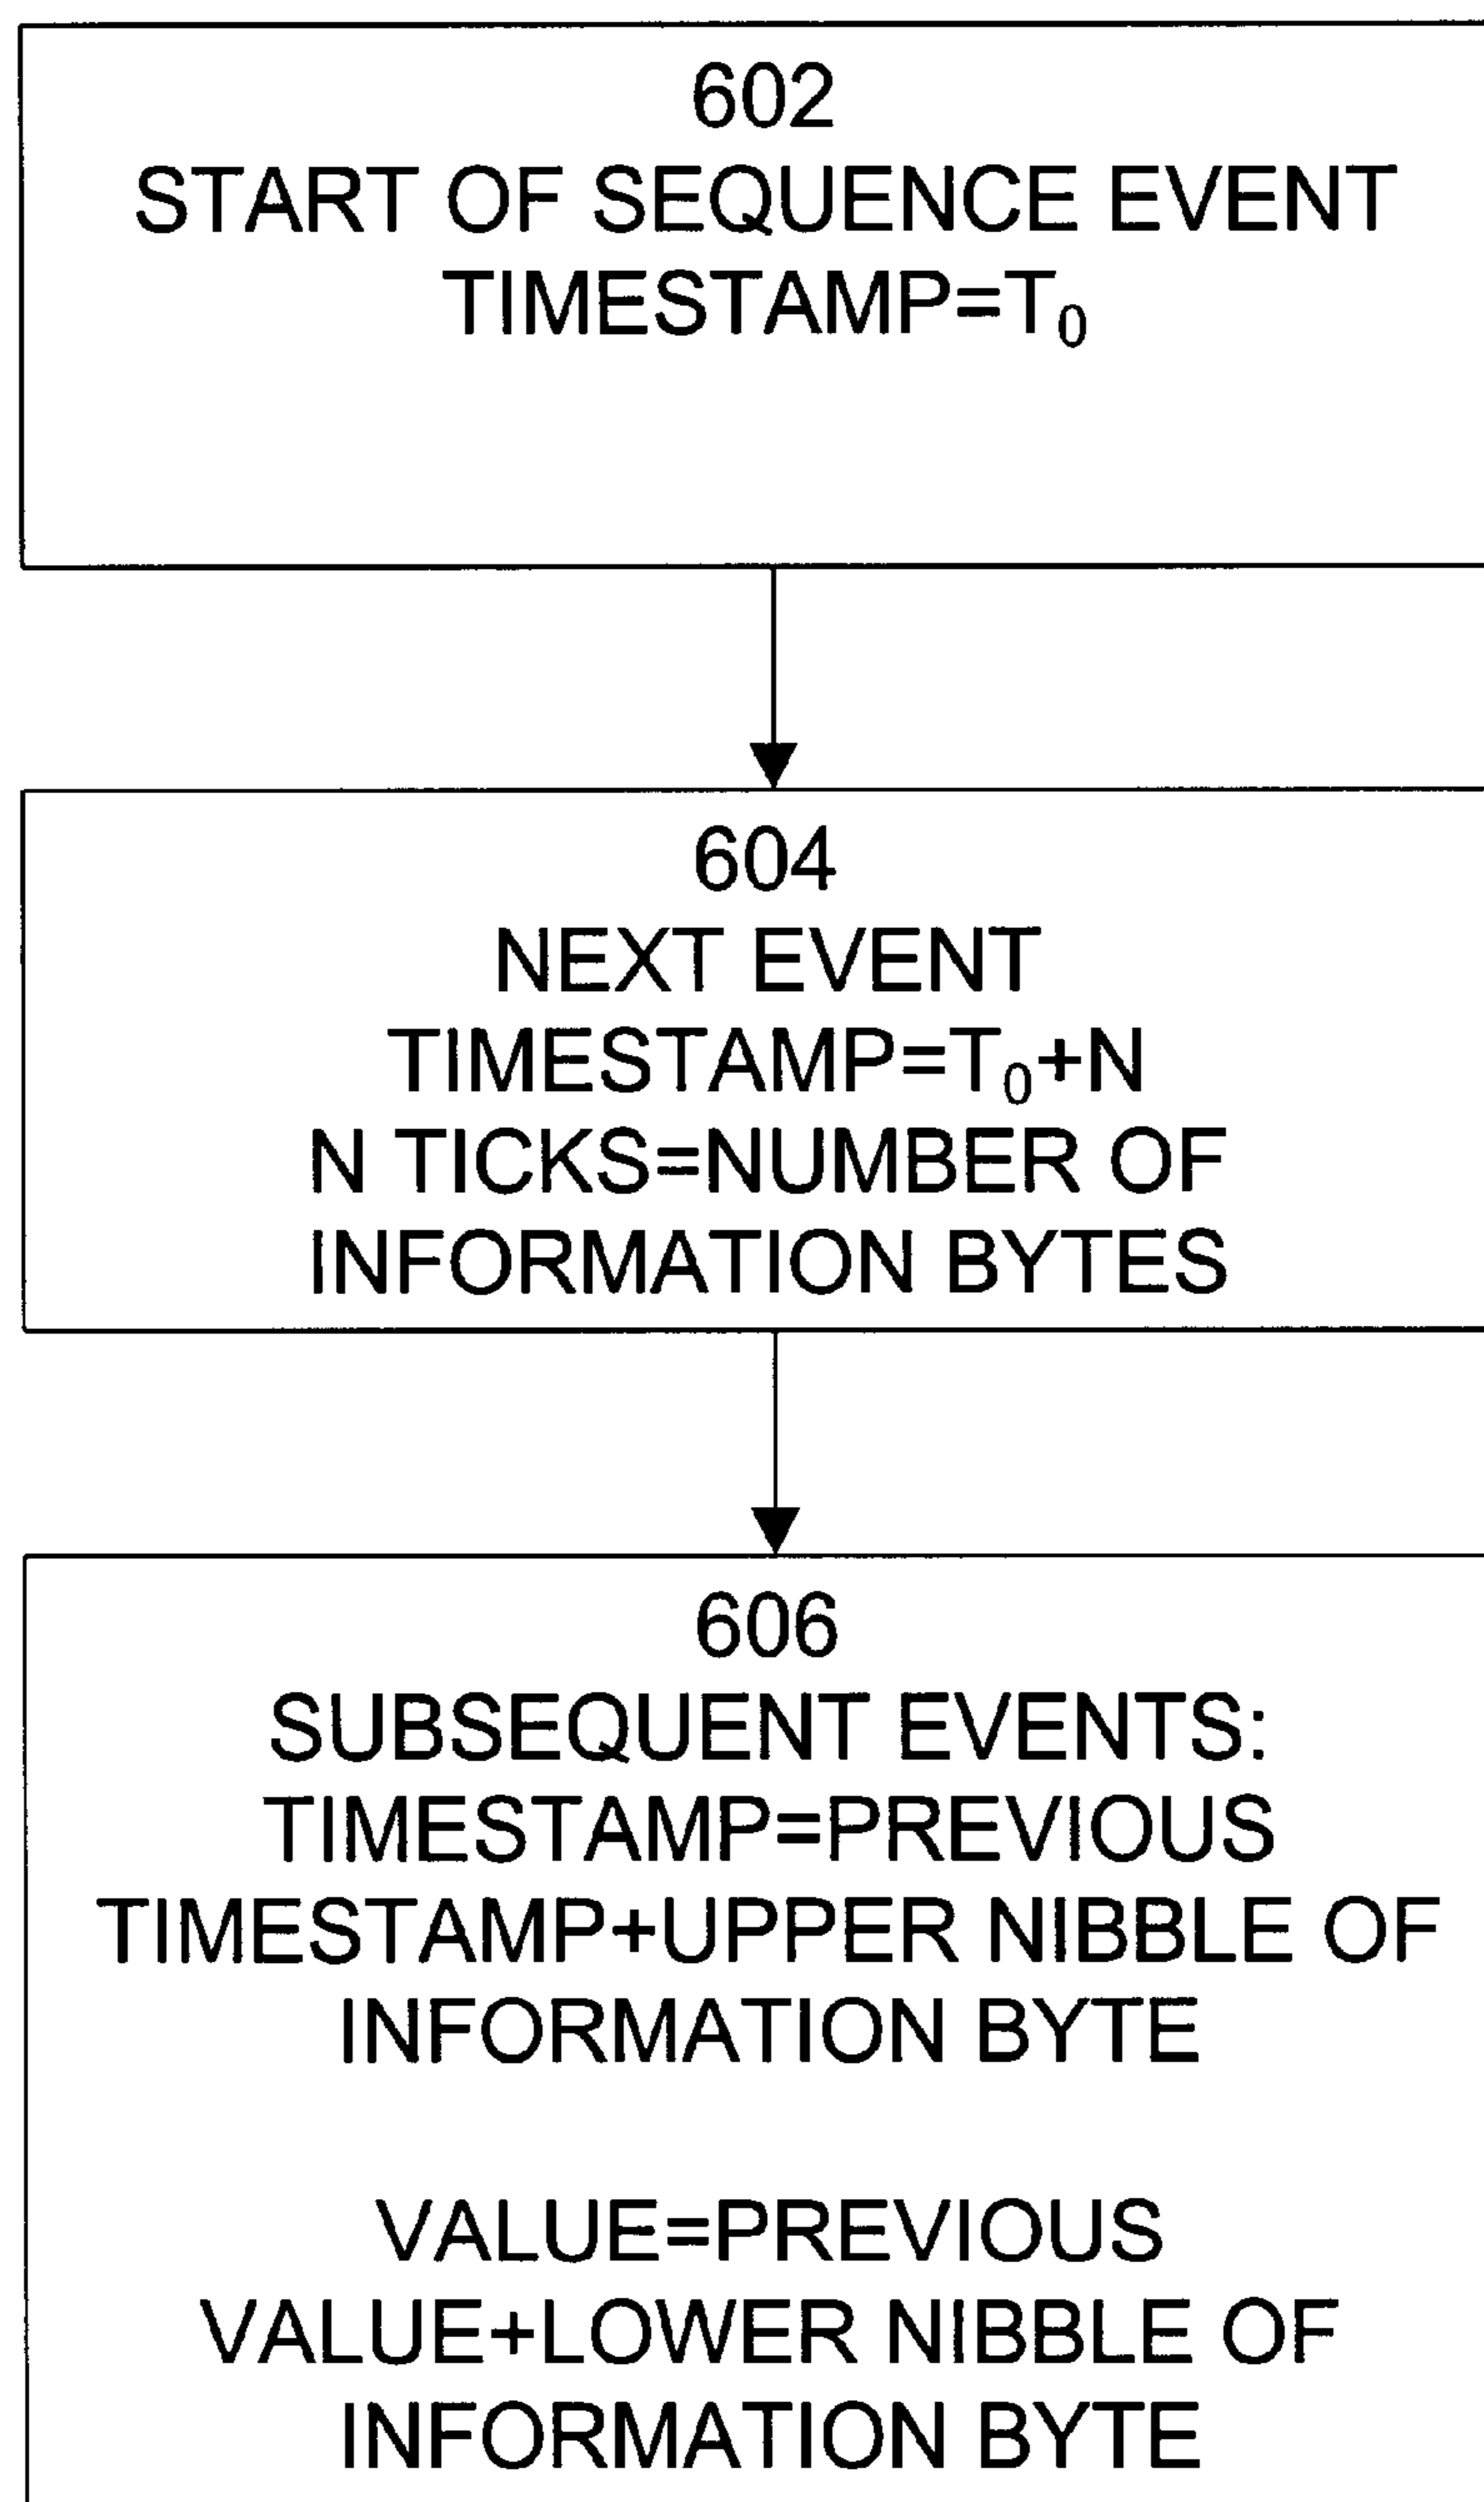 602
START OF SEQUENCE EVENT
TIMESTAMP=T₀
604
NEXT EVENT
TIMESTAMP=T₀+N
N TICKS=NUMBER OF
INFORMATION BYTES
606
SUBSEQUENT EVENTS:
TIMESTAMP=PREVIOUS
TIMESTAMP+UPPER NIBBLE OF
INFORMATION BYTE
VALUE=PREVIOUS
VALUE+LOWER NIBBLE OF
INFORMATION BYTE